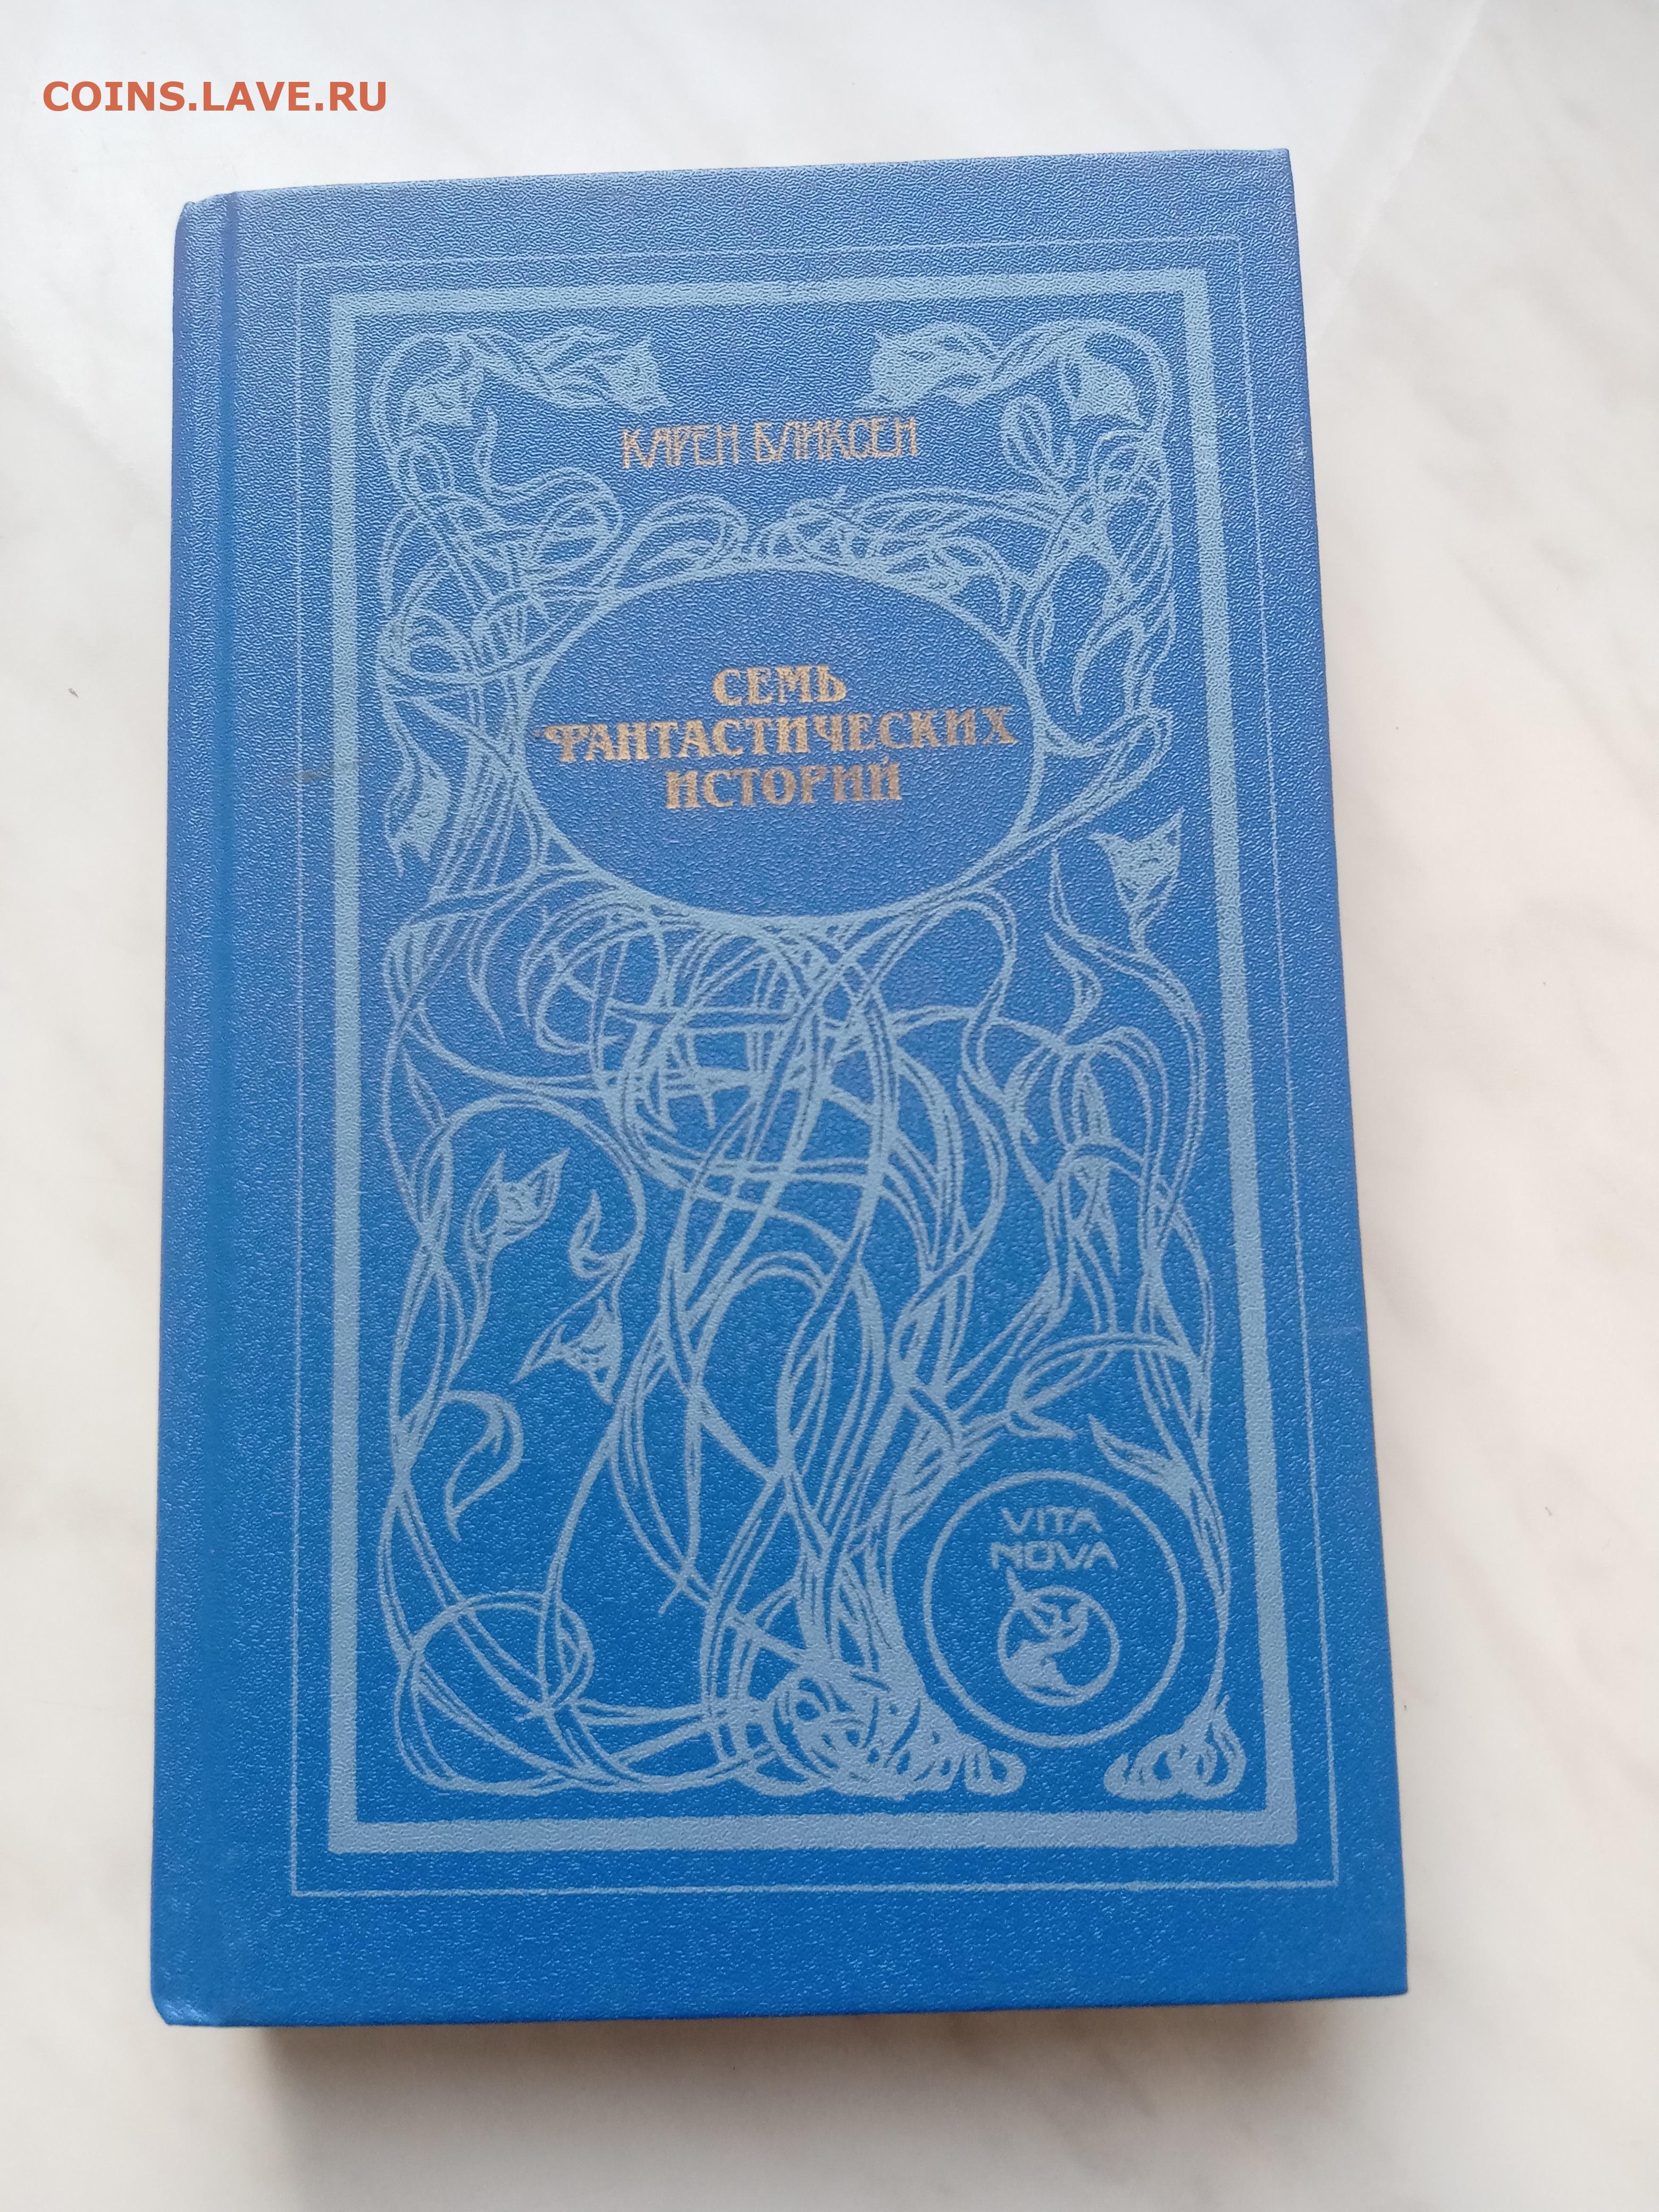 COINS.LAVE.RU
КАРЕН БЛИКСЕН
СЕМЬ
ФАНТАСТИЧЕСКИХ
ИСТОРИЙ
VITA
NOVA